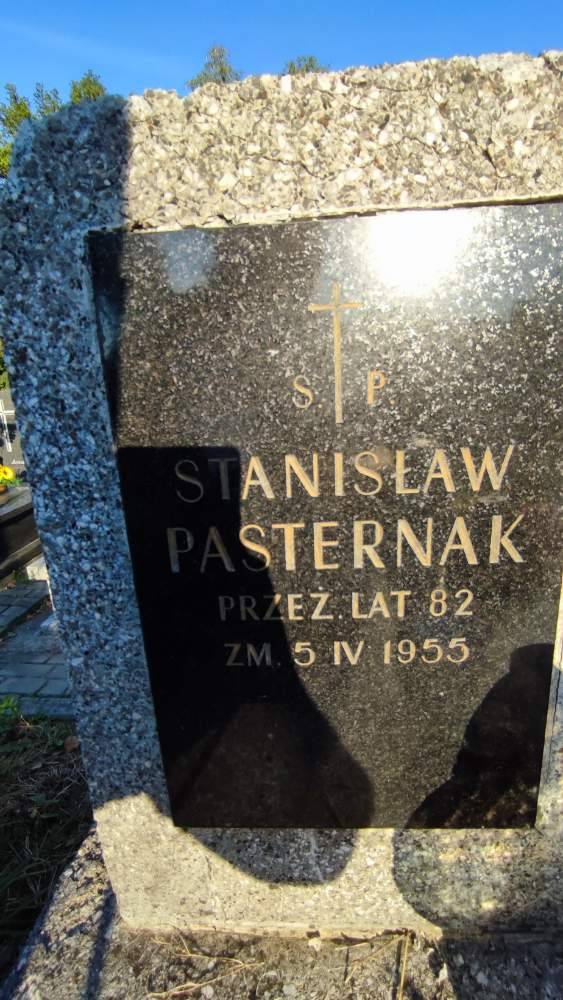 S. P.
STANISŁAW
PASTERNAK
PRZEŻ. LAT 82
ZM. 5 IV 1955